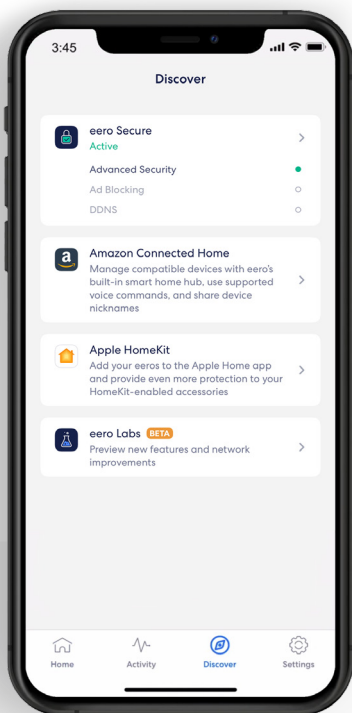 3:45
Discover
eero Secure
Active
Advanced Security
Ad Blocking
DDNS
a
Amazon Connected Home
Manage compatible devices with eero's
built-in smart home hub, use supported
voice commands, and share device
nicknames
Apple HomeKit
Add your eeros to the Apple Home app
and provide even more protection to your
HomeKit-enabled accessories
eero Labs BETA
Preview new features and network
improvements
Home Activity Discover Settings